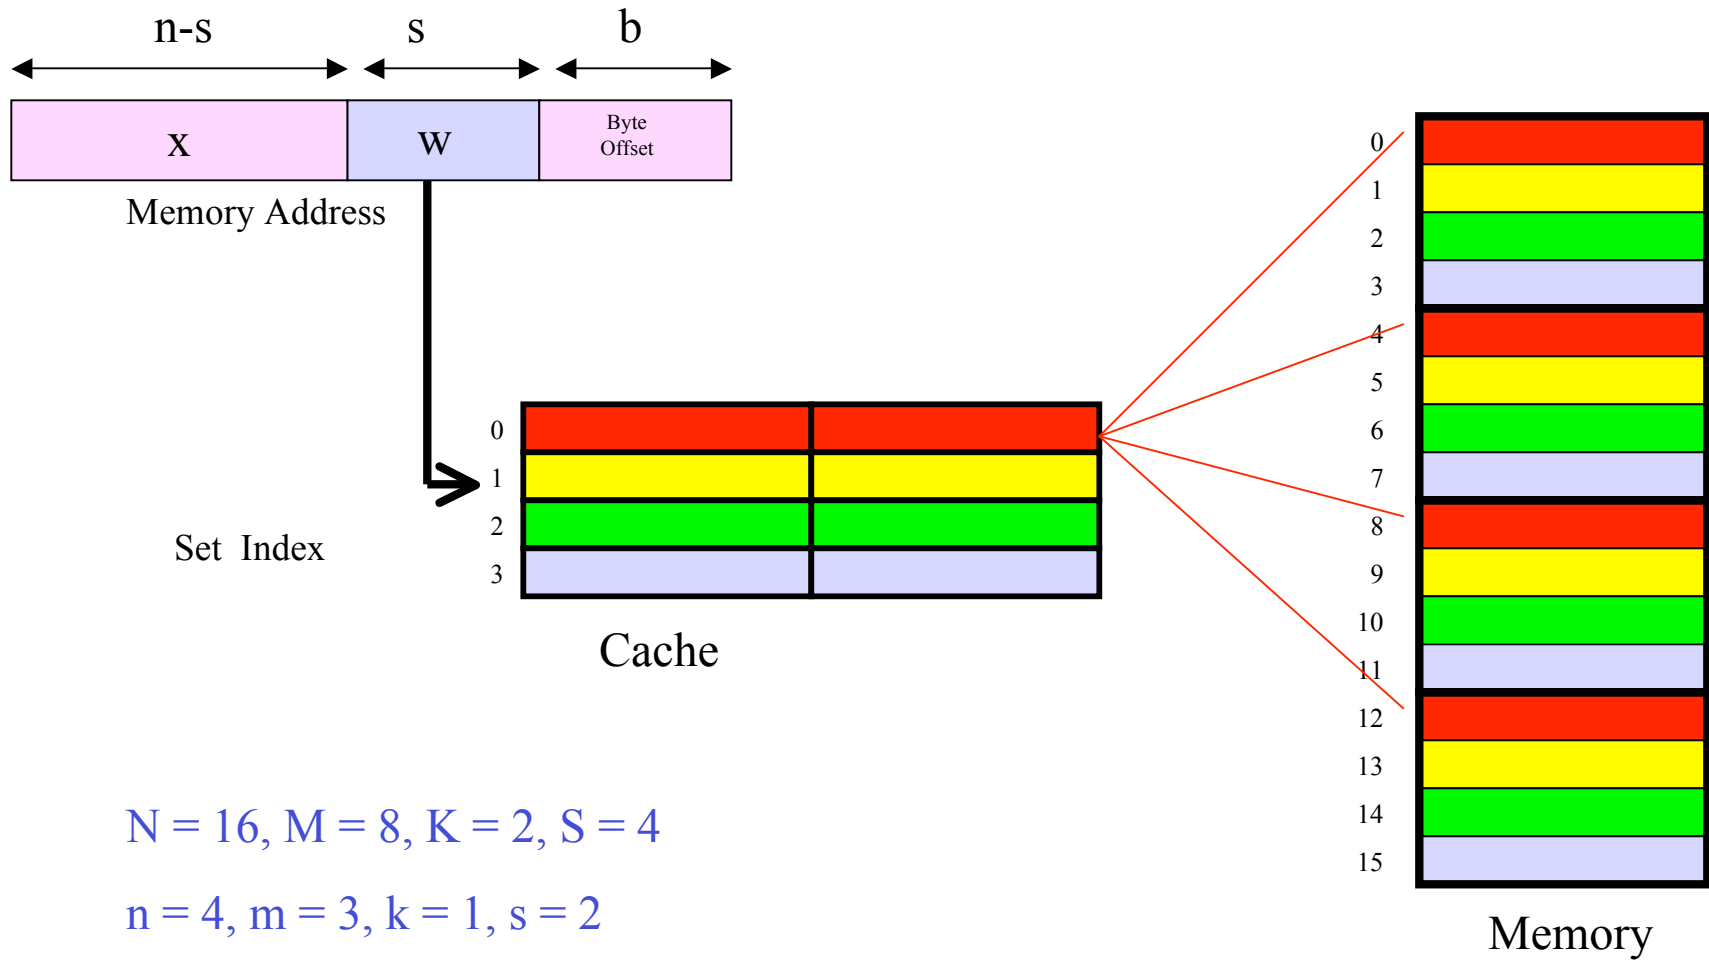 n-s s b
x w Byte
Offset
Memory Address
0
1
2
3
4
5
6
7
8
9
10
11
12
13
14
15
Memory
0
1
2
3
Set Index
Cache
N = 16, M = 8, K = 2, S = 4
n = 4, m = 3, k = 1, s = 2